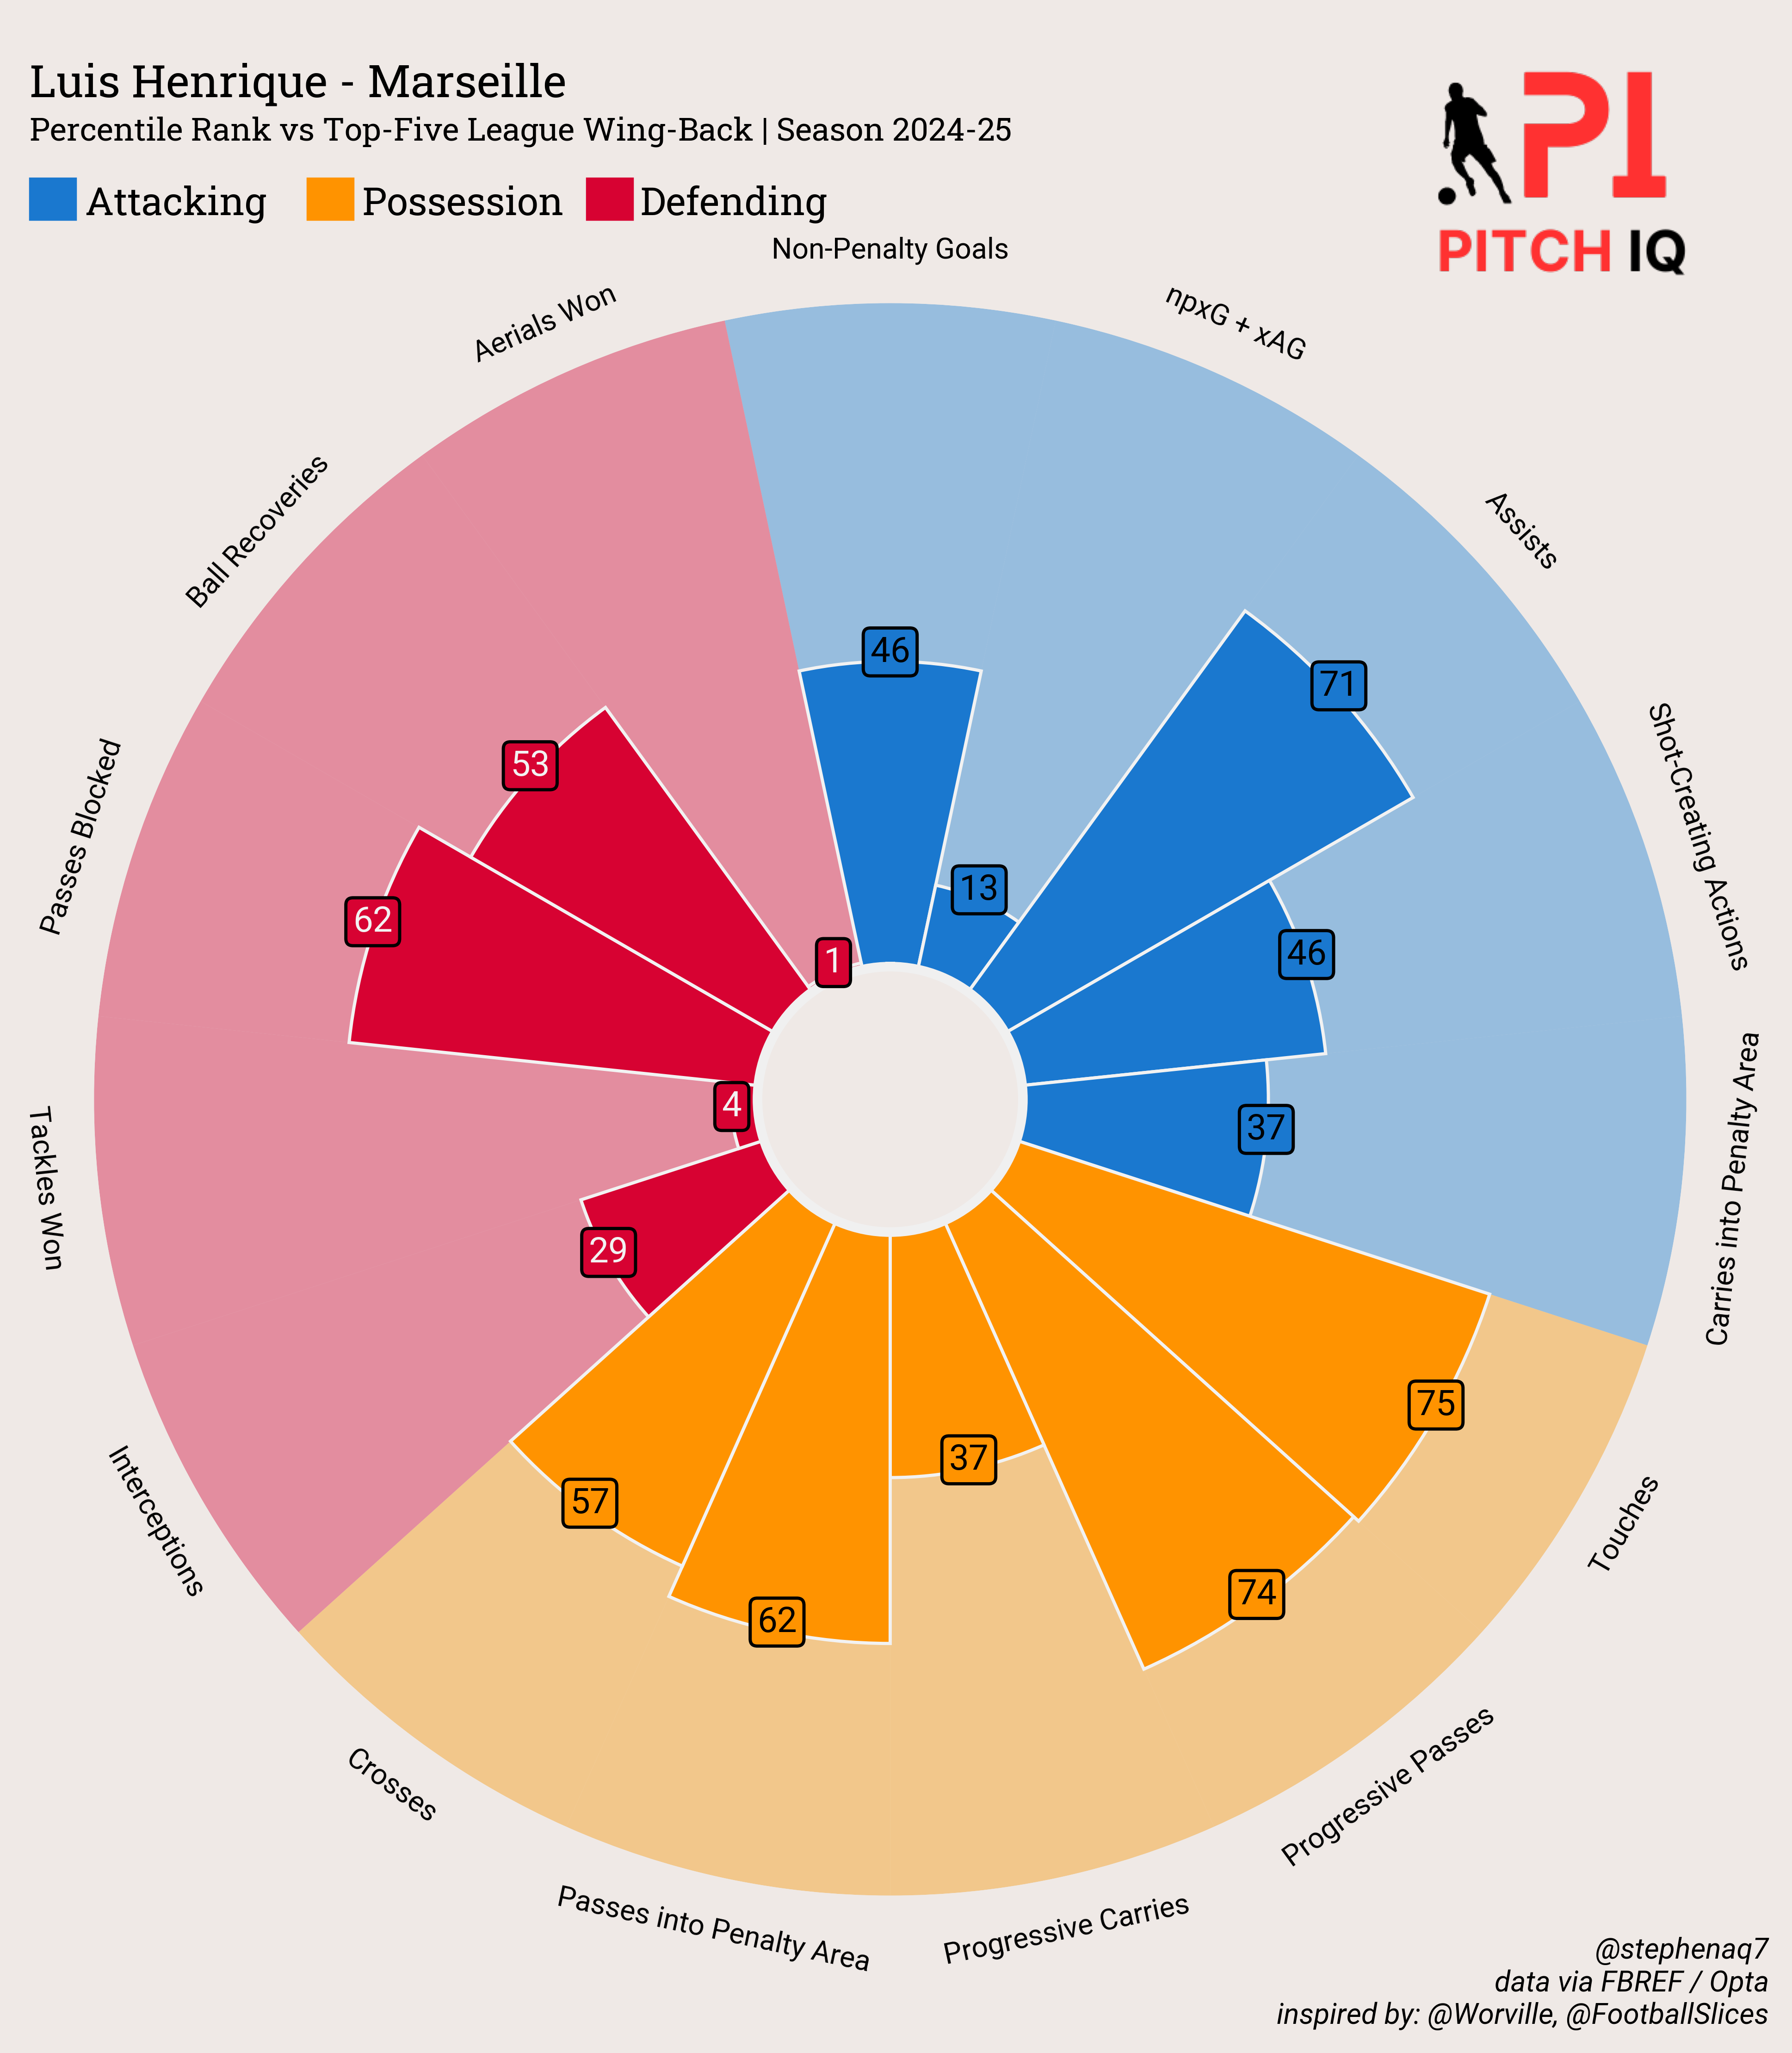 Luis Henrique - Marseille
Percentile Rank vs Top-Five League Wing-Back | Season 2024-25
Attacking
Possession
Defending
PI
PITCH IQ
Non-Penalty Goals
npxG + xAG
Assists
Shot-Creating Actions
Carries into Penalty Area
Touches
Progressive Passes
Progressive Carries
Passes into Penalty Area
Crosses
Interceptions
Tackles Won
Passes Blocked
Ball Recoveries
Aerials Won
46
13
71
46
37
75
74
37
62
57
29
4
62
53
1
@stephenaq7
data via FBREF / Opta
inspired by: @Worville, @FootballSlices